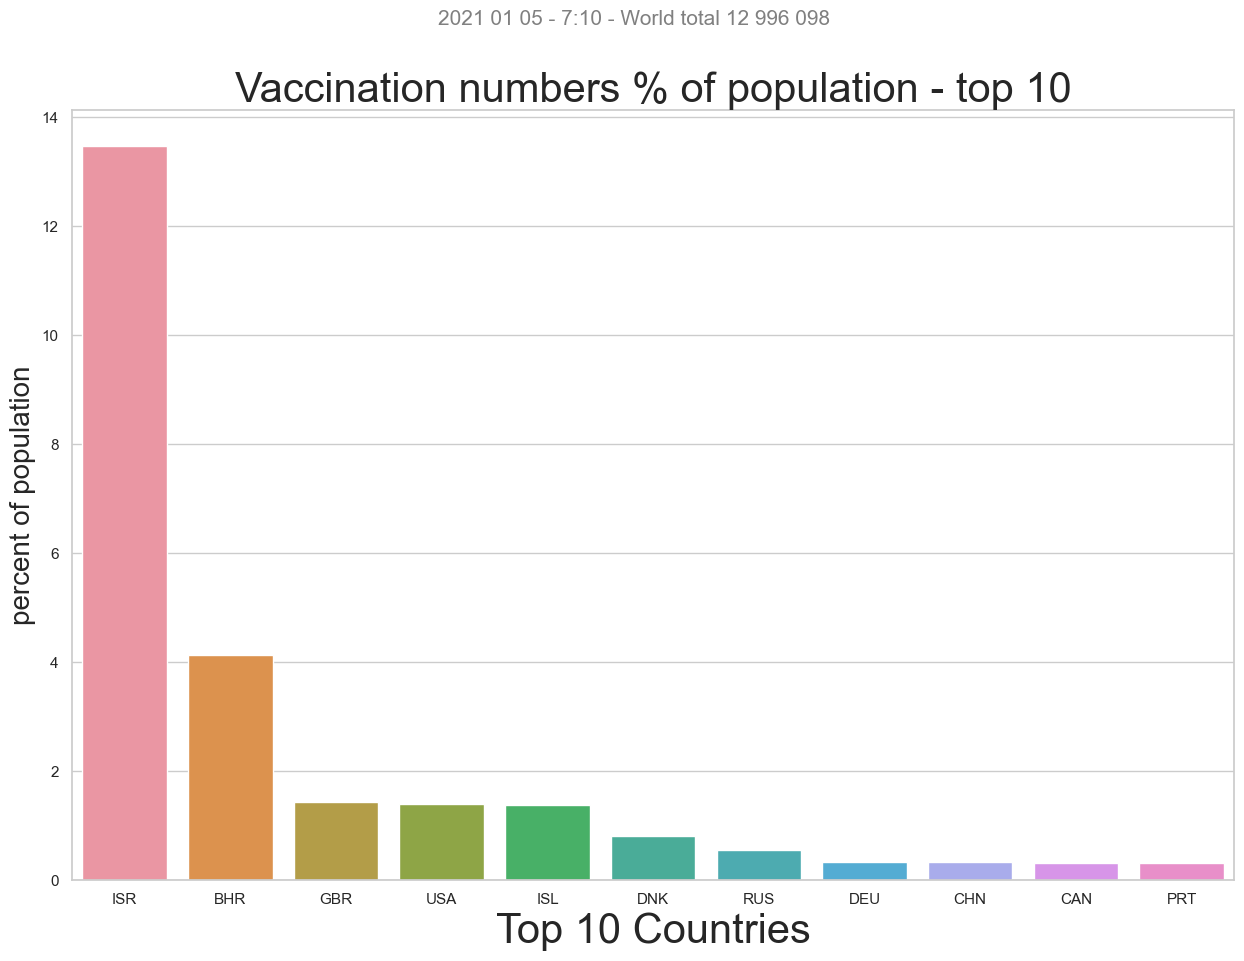 2021 01 05 - 7:10 - World total 12 996 098
Vaccination numbers % of population - top 10
percent of population
14
12
10
8
6
4
2
0
ISR BHR GBR USA ISL DNK RUS DEU CHN CAN PRT
Top 10 Countries